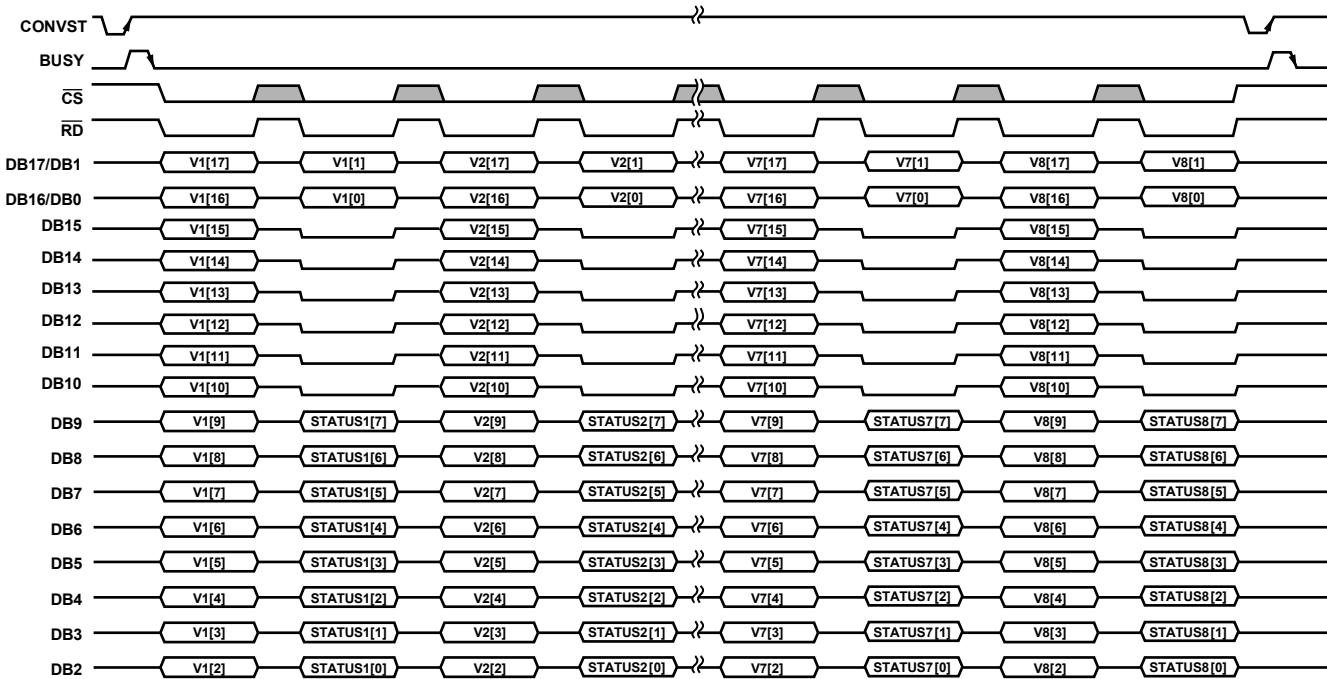 CONVST
BUSY
CS
RD
DB17/DB1 V1[17] V1[1] V2[17] V2[1] V7[17] V7[1] V8[17] V8[1]
DB16/DB0 V1[16] V1[0] V2[16] V2[0] V7[16] V7[0] V8[16] V8[0]
DB15 V1[15] V2[15] V7[15] V8[15]
DB14 V1[14] V2[14] V7[14] V8[14]
DB13 V1[13] V2[13] V7[13] V8[13]
DB12 V1[12] V2[12] V7[12] V8[12]
DB11 V1[11] V2[11] V7[11] V8[11]
DB10 V1[10] V2[10] V7[10] V8[10]
DB9 V1[9] STATUS1[7] V2[9] STATUS2[7] V7[9] STATUS7[7] V8[9] STATUS8[7]
DB8 V1[8] STATUS1[6] V2[8] STATUS2[6] V7[8] STATUS7[6] V8[8] STATUS8[6]
DB7 V1[7] STATUS1[5] V2[7] STATUS2[5] V7[7] STATUS7[5] V8[7] STATUS8[5]
DB6 V1[6] STATUS1[4] V2[6] STATUS2[4] V7[6] STATUS7[4] V8[6] STATUS8[4]
DB5 V1[5] STATUS1[3] V2[5] STATUS2[3] V7[5] STATUS7[3] V8[5] STATUS8[3]
DB4 V1[4] STATUS1[2] V2[4] STATUS2[2] V7[4] STATUS7[2] V8[4] STATUS8[2]
DB3 V1[3] STATUS1[1] V2[3] STATUS2[1] V7[3] STATUS7[1] V8[3] STATUS8[1]
DB2 V1[2] STATUS1[0] V2[2] STATUS2[0] V7[2] STATUS7[0] V8[2] STATUS8[0]